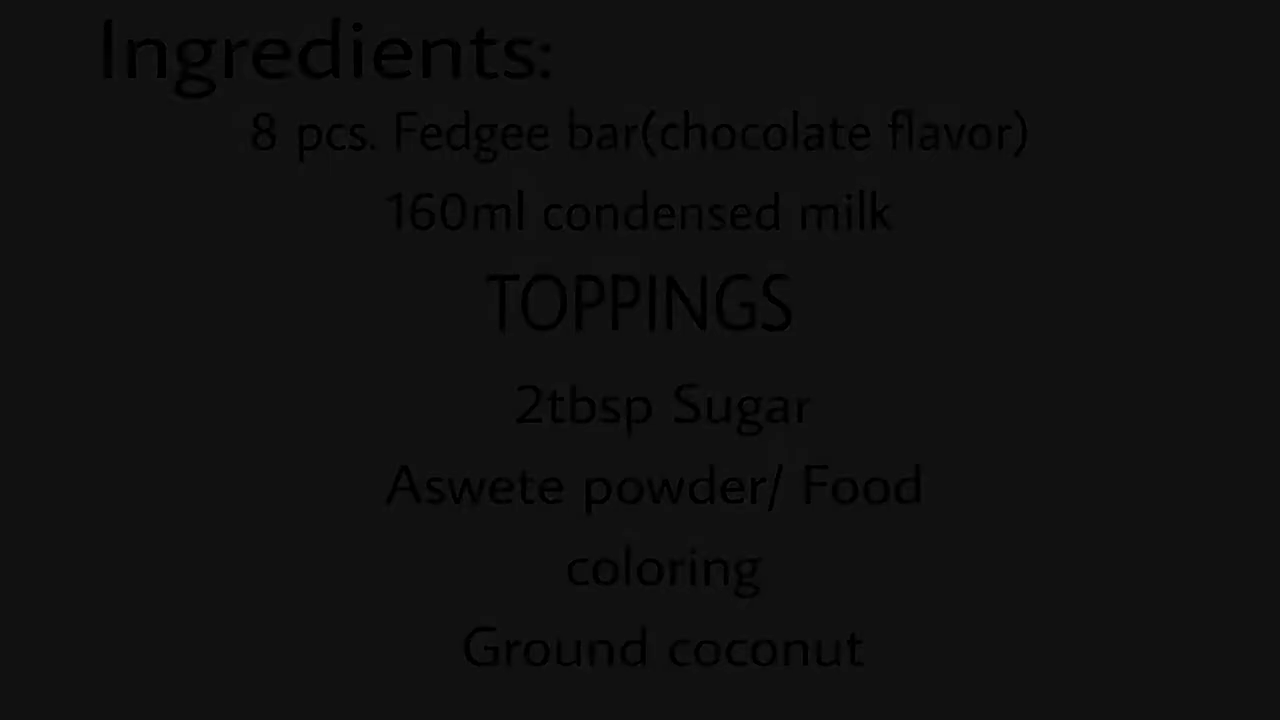 Ingredients:
8 pcs. Fedgee bar(chocolate flavor)
160ml condensed milk
TOPPINGS
2tbsp Sugar
Aswete powder/ Food
coloring
Ground coconut